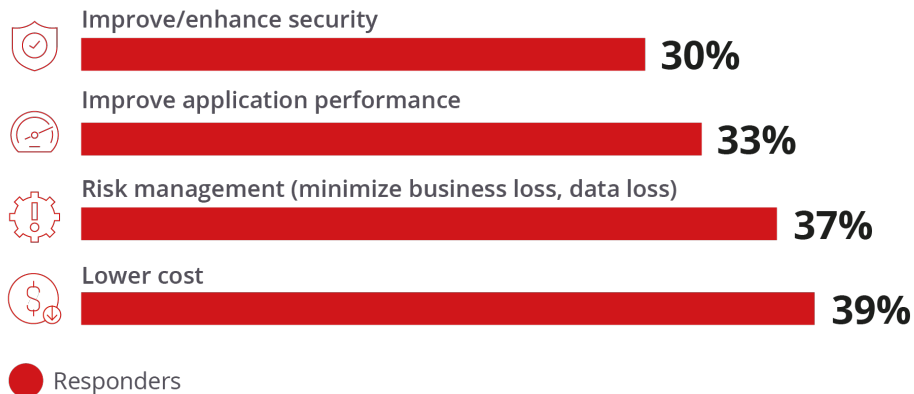 Improve/enhance security
30%
Improve application performance
33%
Risk management (minimize business loss, data loss)
37%
Lower cost
39%
Responders